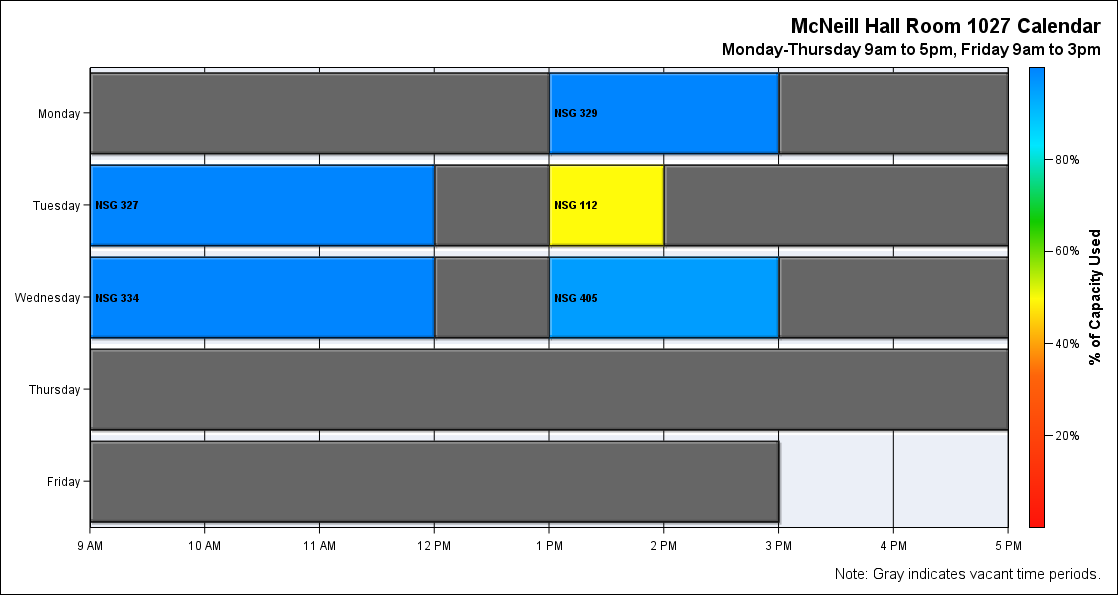 McNeill Hall Room 1027 Calendar
Monday-Thursday 9am to 5pm, Friday 9am to 3pm
Monday
NSG 329
Tuesday
NSG 327
NSG 112
Wednesday
NSG 334
NSG 405
Thursday
Friday
9 AM
10 AM
11 AM
12 PM
1 PM
2 PM
3 PM
4 PM
5 PM
80%
60%
40%
20%
% of Capacity Used
Note: Gray indicates vacant time periods.